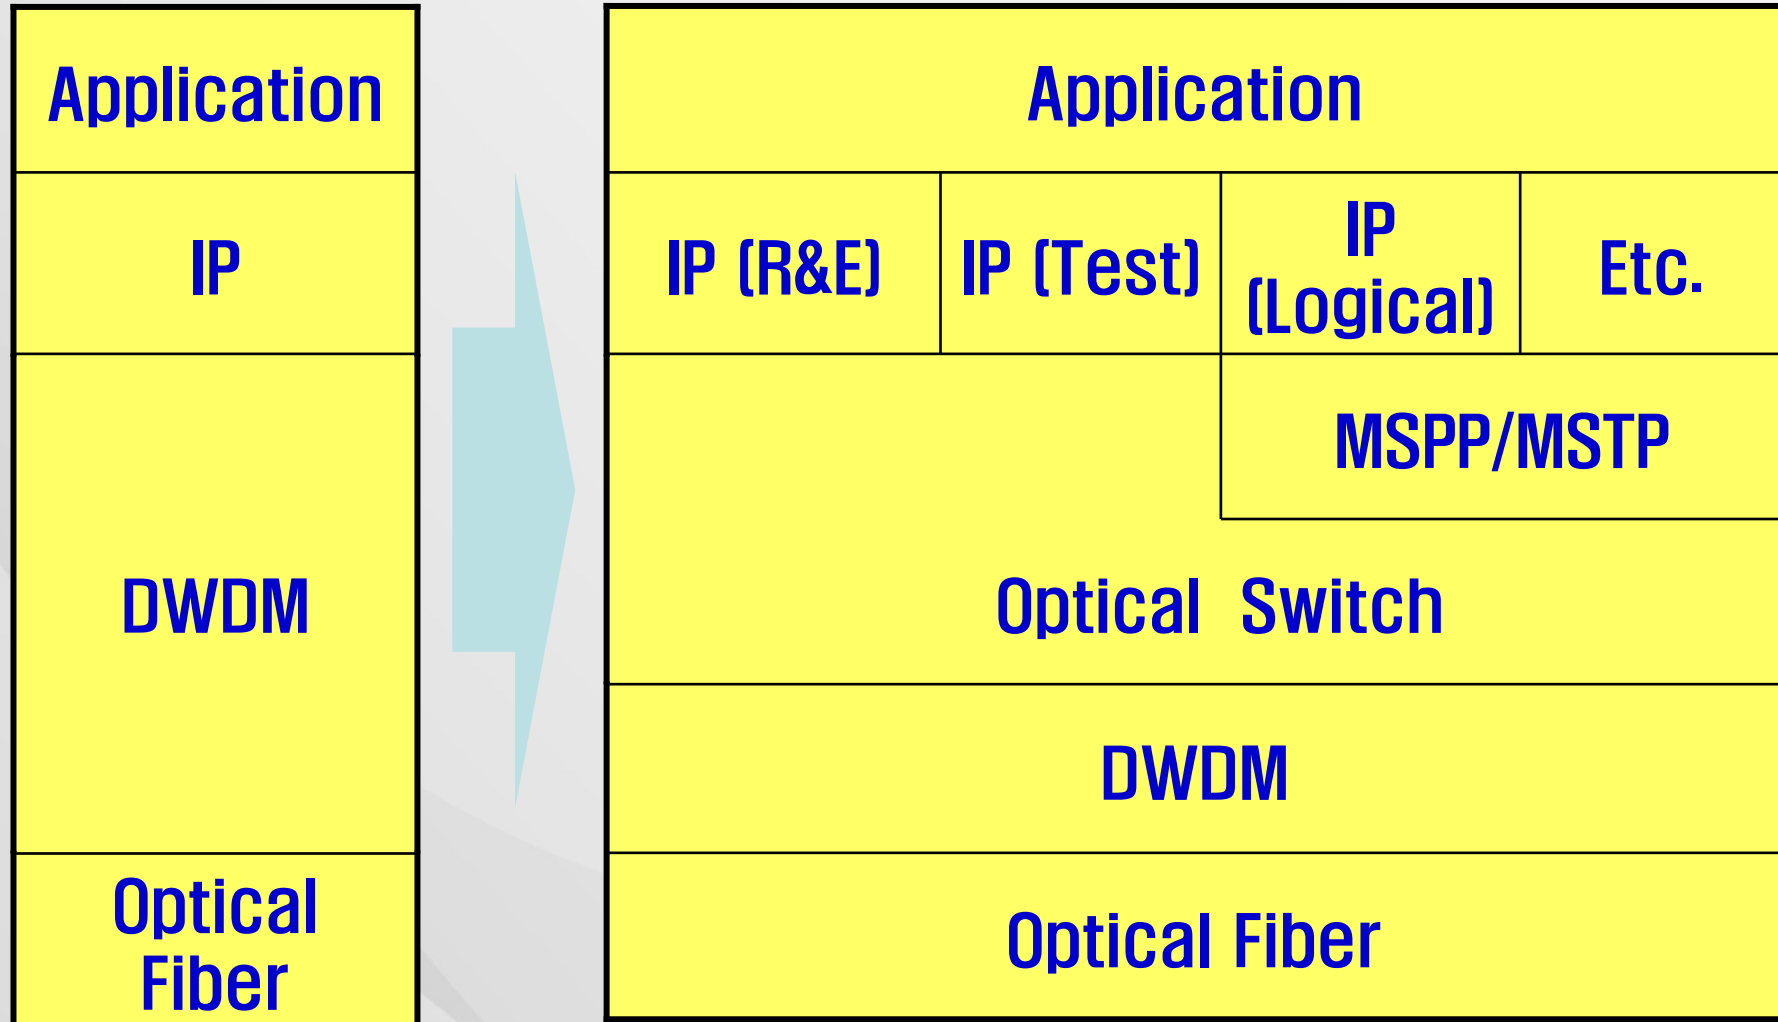 Application
IP
DWDM
Optical
Fiber
Application
IP (R&E)
IP (Test)
IP
(Logical)
Etc.
MSPP/MSTP
Optical Switch
DWDM
Optical Fiber